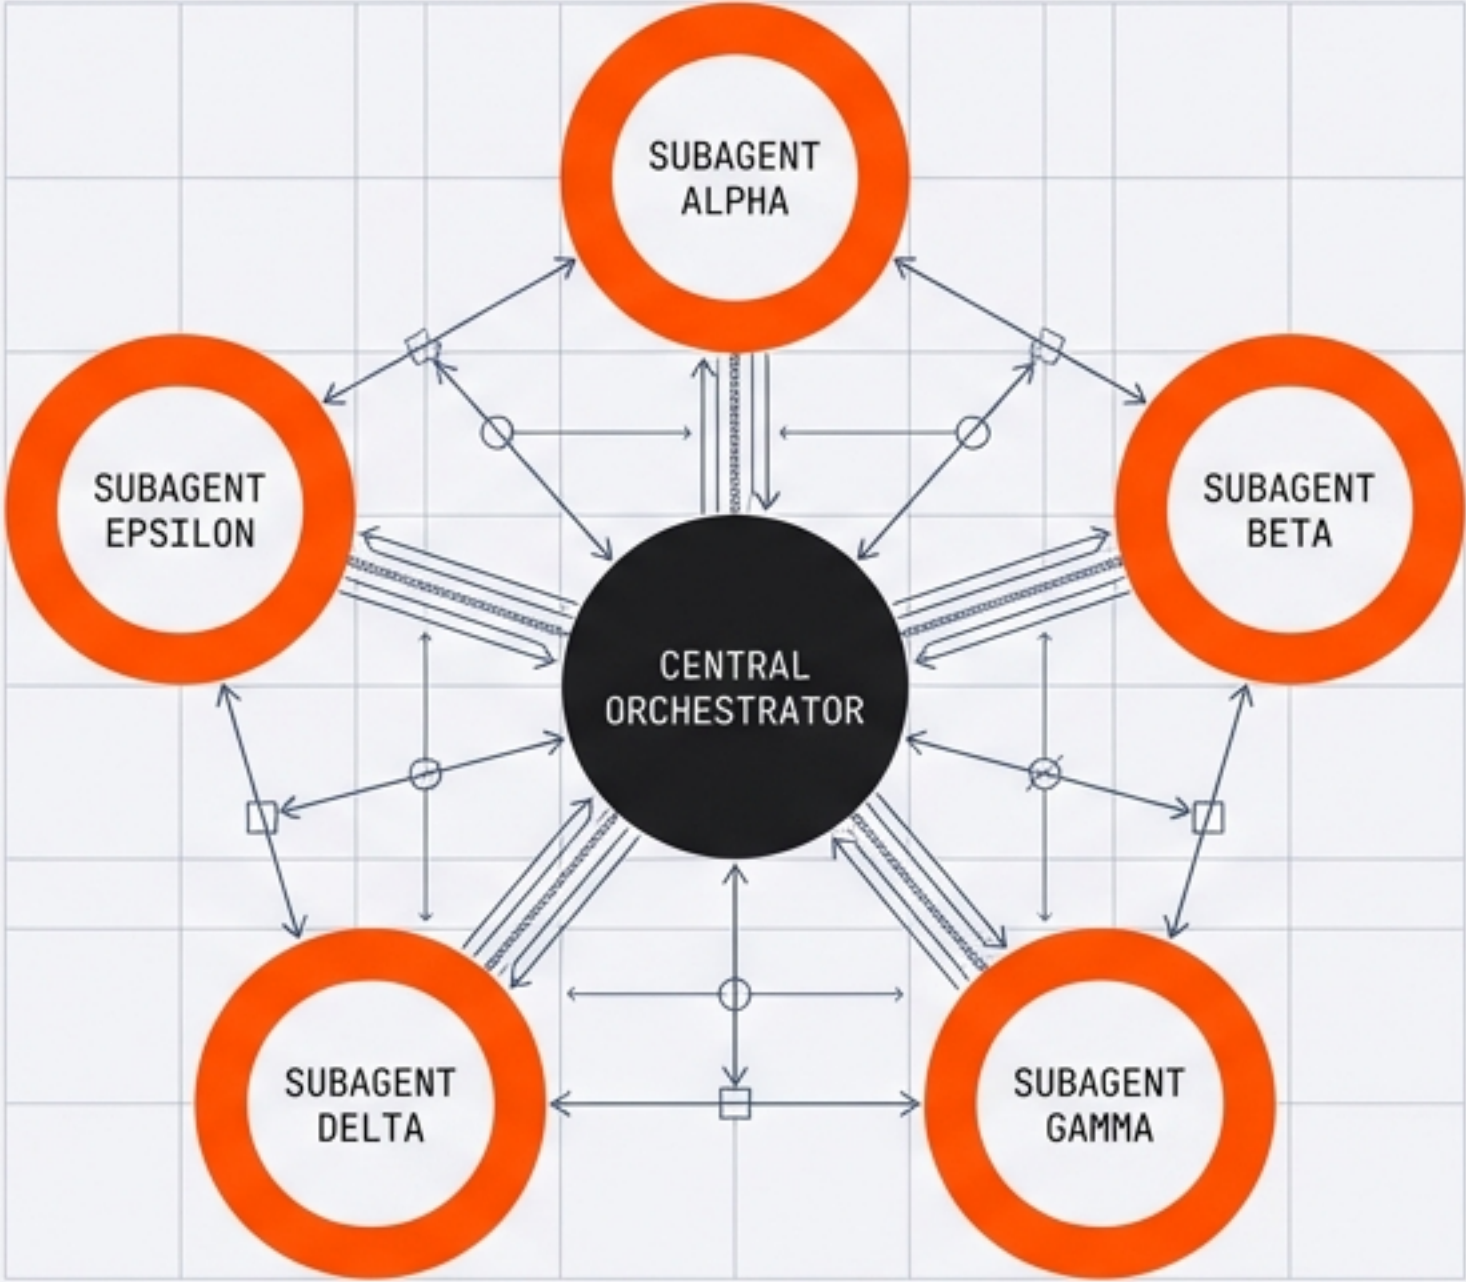 SUBAGENT
ALPHA
SUBAGENT
EPSILON
SUBAGENT
BETA
CENTRAL
ORCHESTRATOR
SUBAGENT
DELTA
SUBAGENT
GAMMA